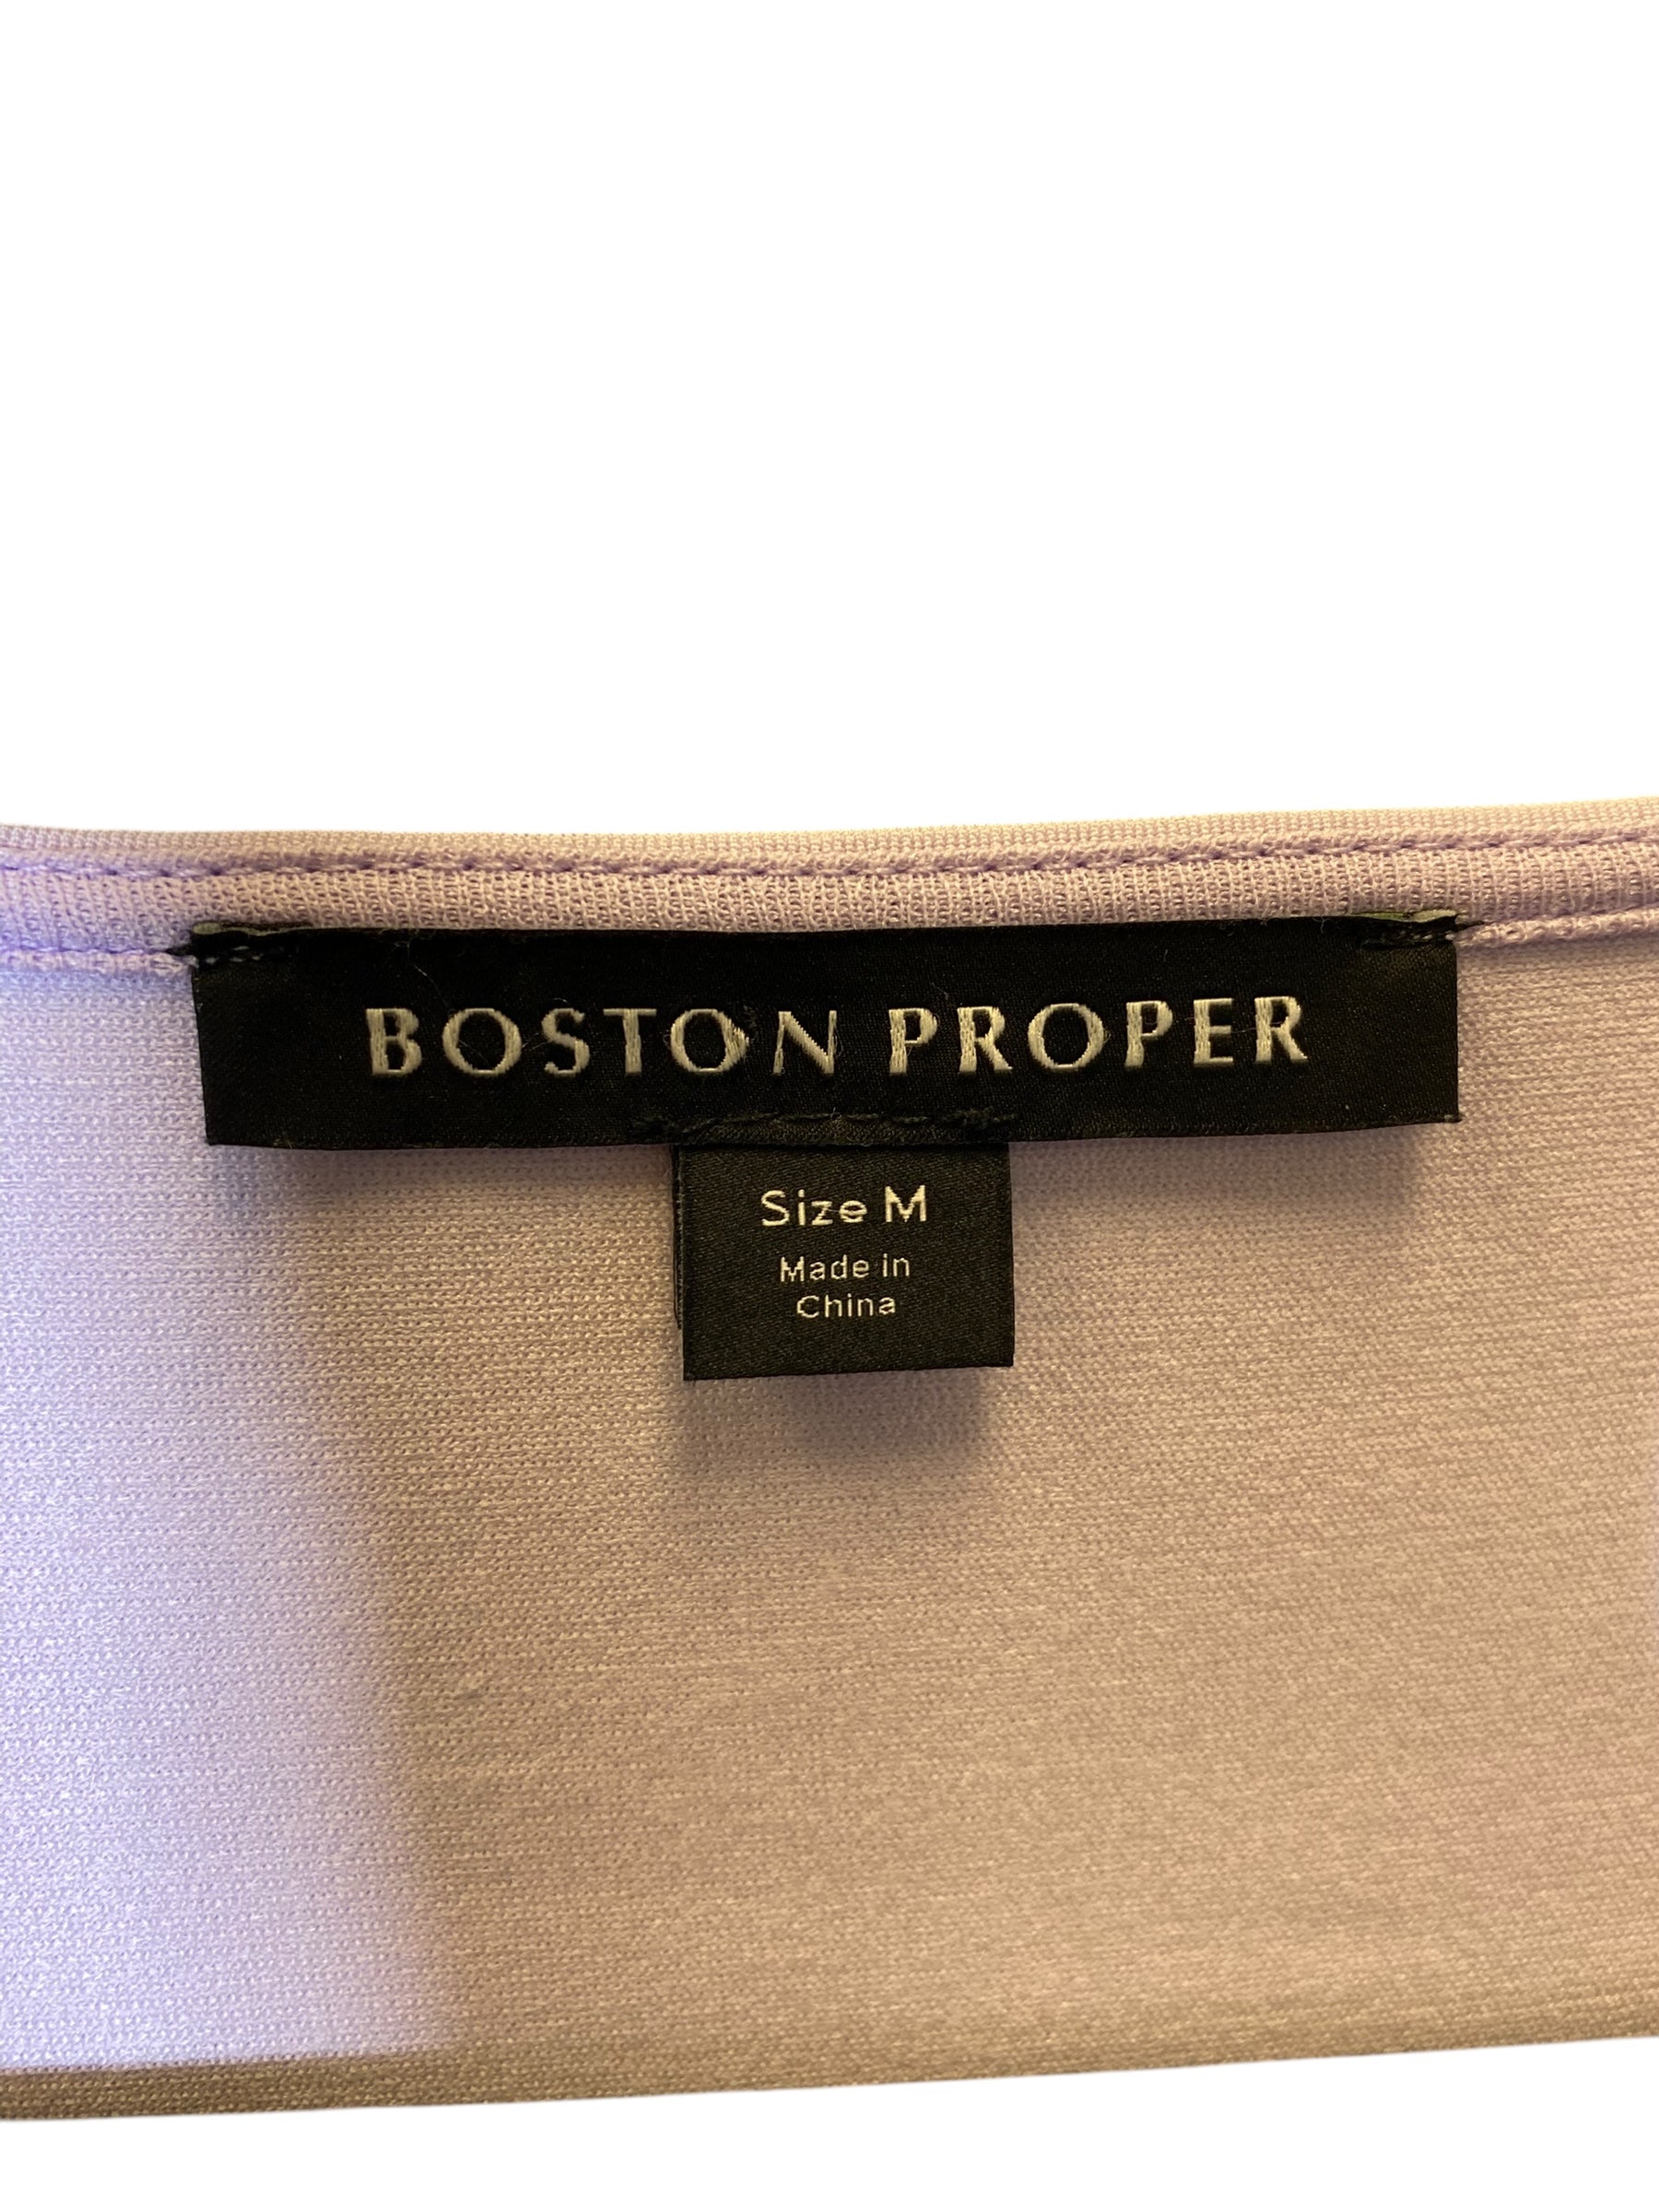 BOSTON PROPER
Size M
Made in
China